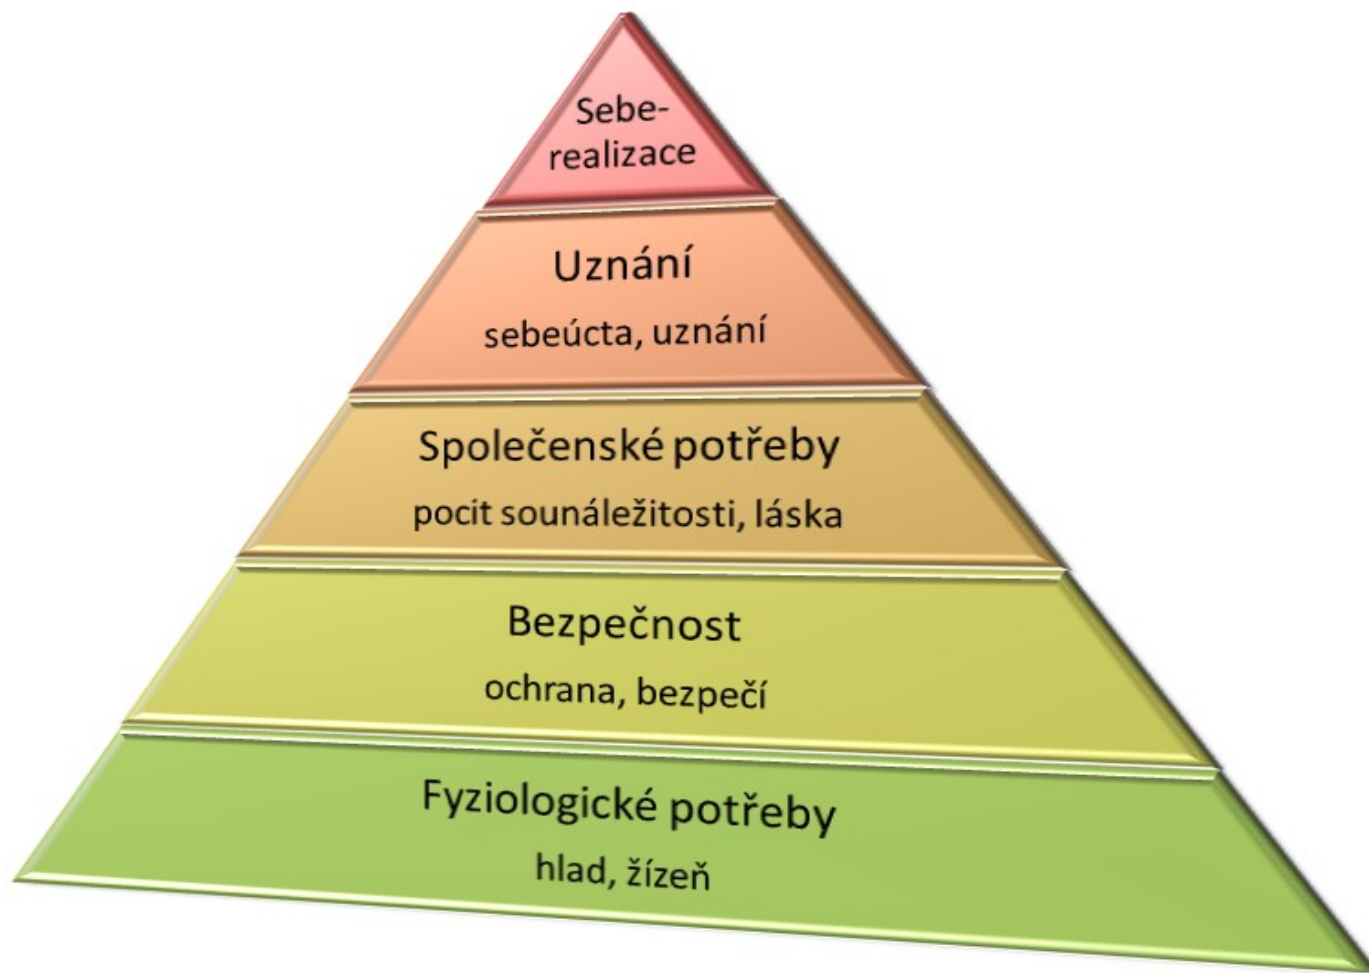 Sebe-
realizace
Uznání
sebeúcta, uznání
Společenské potřeby
pocit sounáležitosti, láska
Bezpečnost
ochrana, bezpečí
Fyziologické potřeby
hlad, žízeň